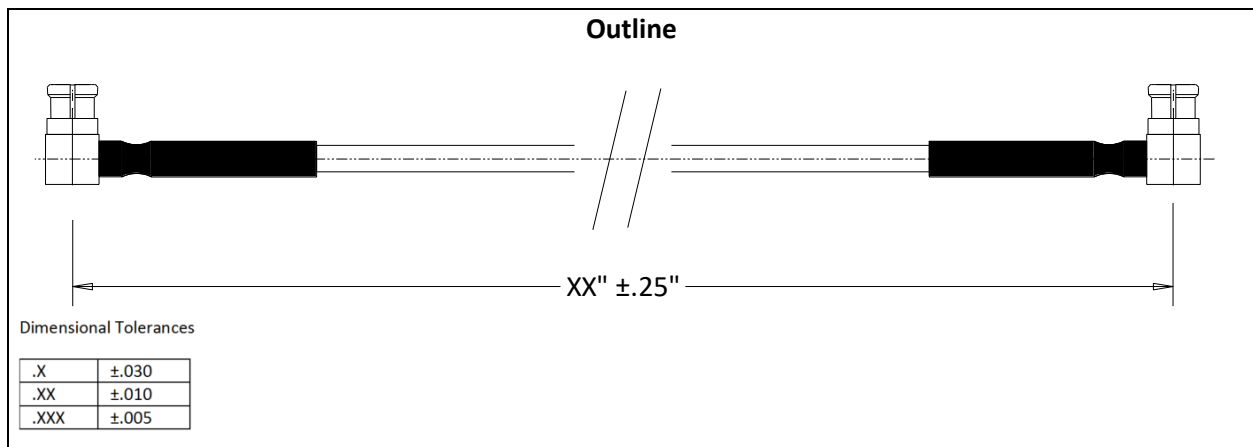 Outline
XX" ±.25"
Dimensional Tolerances
.X ±.030
.XX ±.010
.XXX ±.005